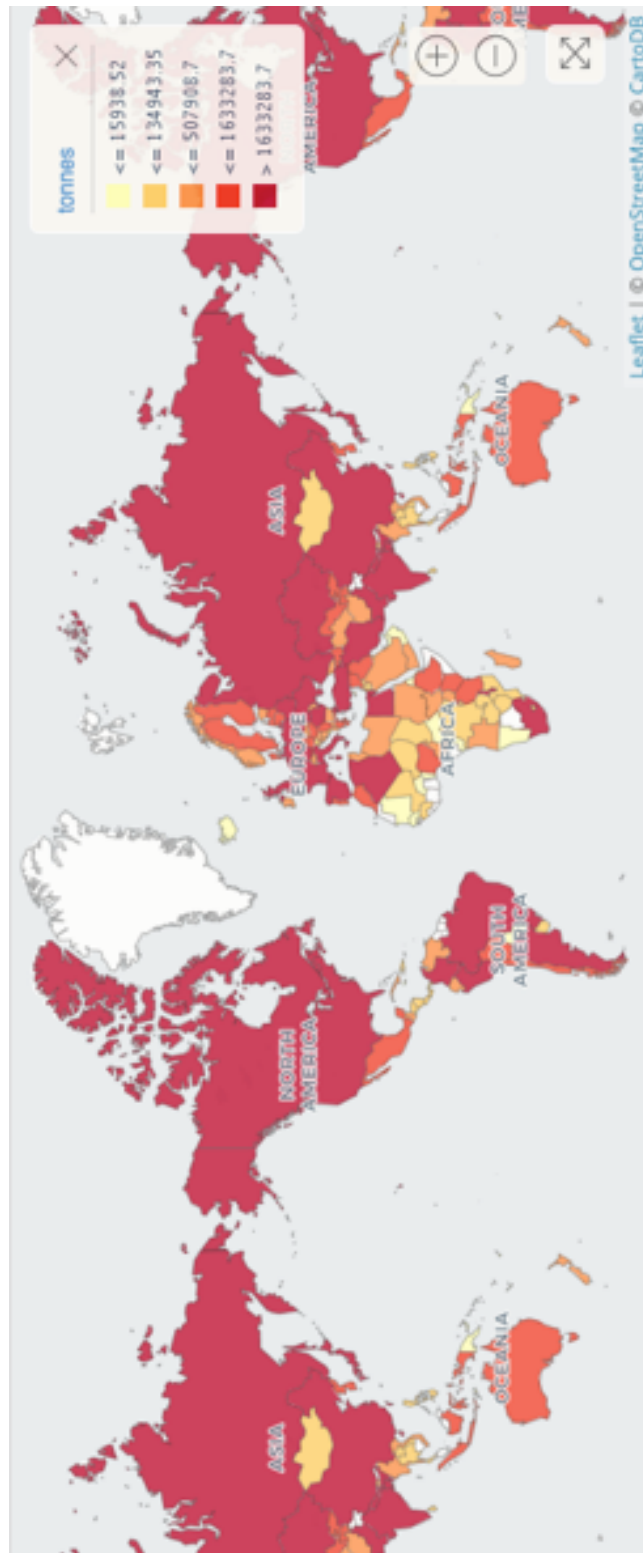 tonnes
<= 15938.52
<= 134943.35
<= 507908.7
<= 1633283.7
> 1633283.7
AMERICA
ASIA
EUROPE
AFRICA
OCEANIA
NORTH
AMERICA
SOUTH
AMERICA
ASIA
OCEANIA
Leaflet | © OpenStreetMap © CartoDB